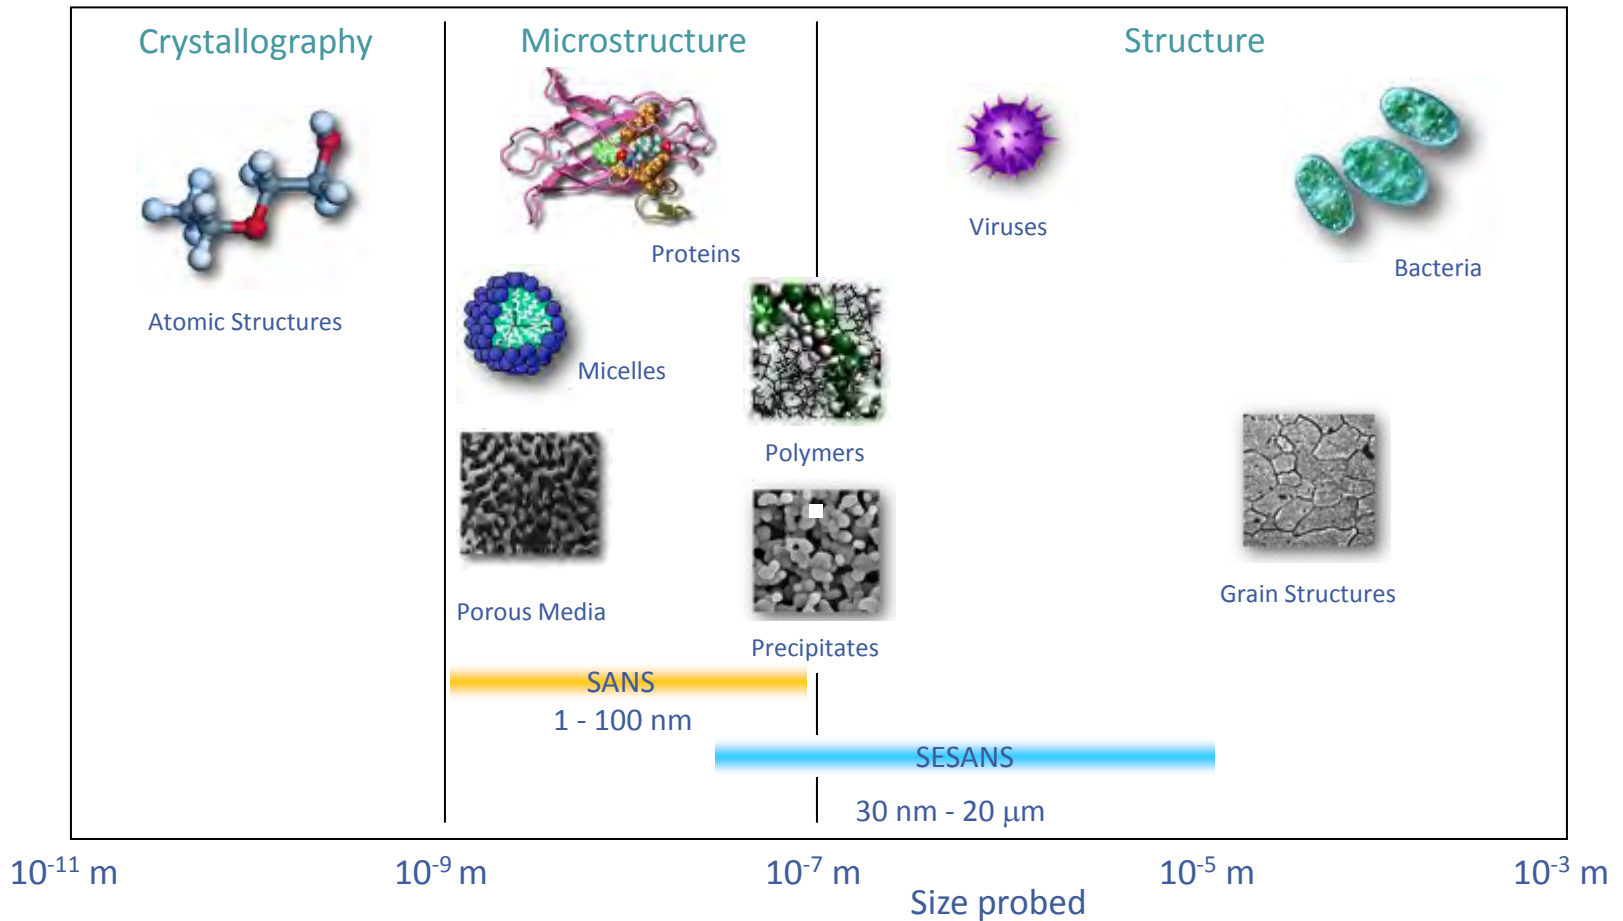 Crystallography
Microstructure
Structure
Proteins
Viruses
Bacteria
Atomic Structures
Micelles
Polymers
Porous Media
Grain Structures
Precipitates
SANS
1 - 100 nm
SESANS
30 nm - 20 μm
10⁻¹¹ m 10⁻⁹ m 10⁻⁷ m 10⁻⁵ m 10⁻³ m
Size probed